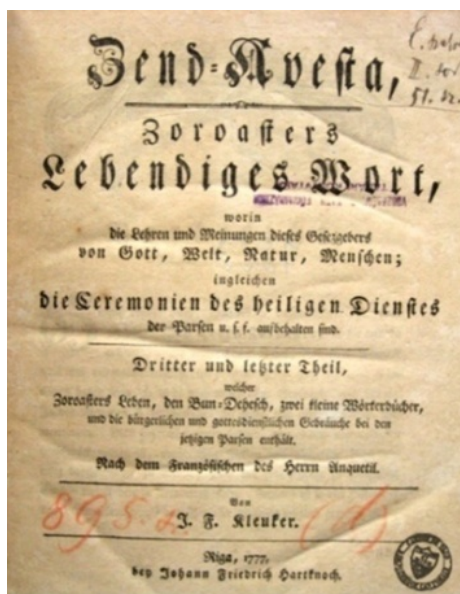 Zend-Avesta,
Zoroasters
Lebendiges Wort,
worin
die Lehren und Meinungen dieses Gesetzgebers
von Gott, Welt, Natur, Menschen;
ingleichen
die Ceremonien des heiligen Dienstes
der Parsen u. s. f. aufbehalten sind.
Dritter und letzter Theil,
welcher
Zoroasters Leben, den Bun-Dehesch, zwei kleine Wörterbücher,
und die bürgerlichen und gottesdienstlichen Gebräuche bei den
jetzigen Parsen enthält.
Nach dem Französischen des Herrn Anquetil.
Von
J. F. Kleuker.
895
(d)
Riga, 1777,
bey Johann Friedrich Hartknoch.